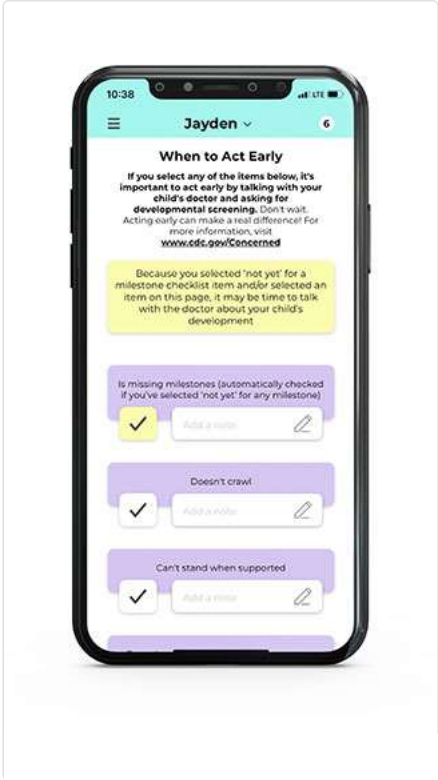 10:38
LTE
Jayden
6
When to Act Early
If you select any of the items below, it's
important to act early by talking with your
child's doctor and asking for
developmental screening. Don't wait.
Acting early can make a real difference! For
more information, visit
www.cdc.gov/Concerned
Because you selected 'not yet' for a
milestone checklist item and/or selected an
item on this page, it may be time to talk
with the doctor about your child's
development
Is missing milestones (automatically checked
if you've selected 'not yet' for any milestone)
Add a note
Doesn't crawl
Add a note
Can't stand when supported
Add a note